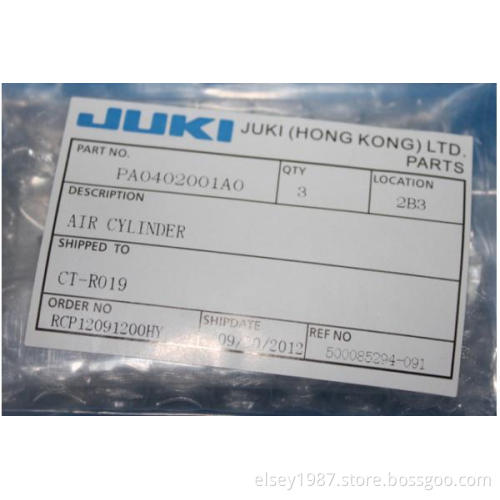 JUKI JUKI (HONG KONG) LTD.
PARTS
PART NO. QTY LOCATION
PA0402001A0 3 2B3
DESCRIPTION
AIR CYLINDER
SHIPPED TO
CT-R019
ORDER NO SHIPDATE REF NO
RCP12091200HY 09/20/2012 500085294-091
elsey1987.store.bossgoo.com